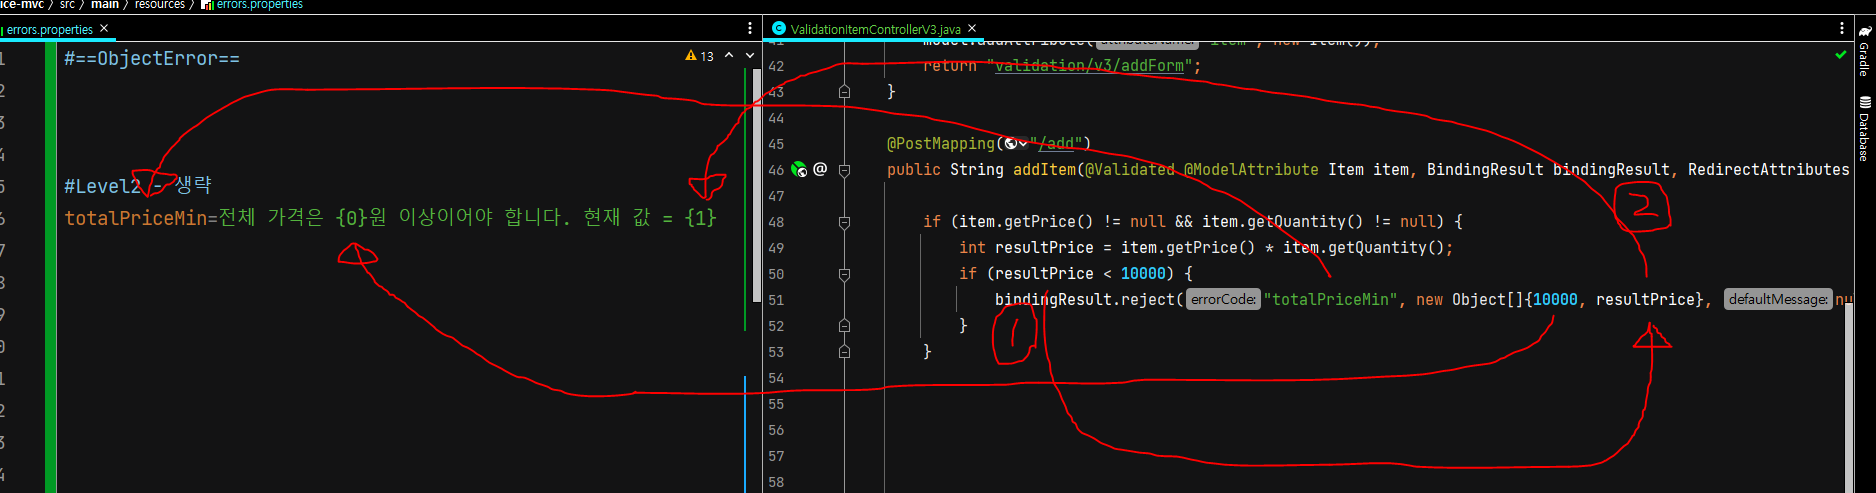 ice-mvc > src > main > resources > errors.properties
errors.properties
ValidationItemControllerV3.java
#==ObjectError==
13
#Level2 - 생략
totalPriceMin=전체 가격은 {0}원 이상이어야 합니다. 현재 값 = {1}
41 model.addAttribute( attributeName: "item", new Item());
42 return "validation/v3/addForm";
43 }
44
45 @PostMapping("/add")
46 @ public String addItem(@Validated @ModelAttribute Item item, BindingResult bindingResult, RedirectAttributes
47
48 if (item.getPrice() != null && item.getQuantity() != null) {
49 int resultPrice = item.getPrice() * item.getQuantity();
50 if (resultPrice < 10000) {
51 bindingResult.reject( errorCode: "totalPriceMin", new Object[]{10000, resultPrice}, defaultMessage: nu
52 }
53 }
54
55
56
57
58
1
2
Gradle
Database